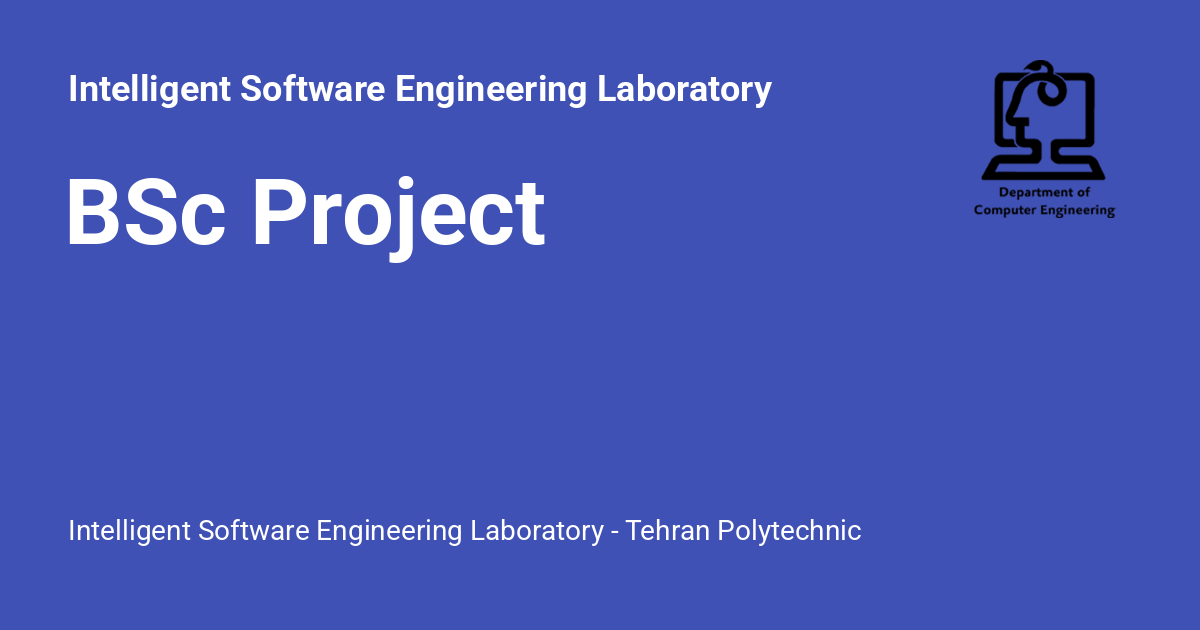 Intelligent Software Engineering Laboratory
BSc Project
Department of
Computer Engineering
Intelligent Software Engineering Laboratory - Tehran Polytechnic